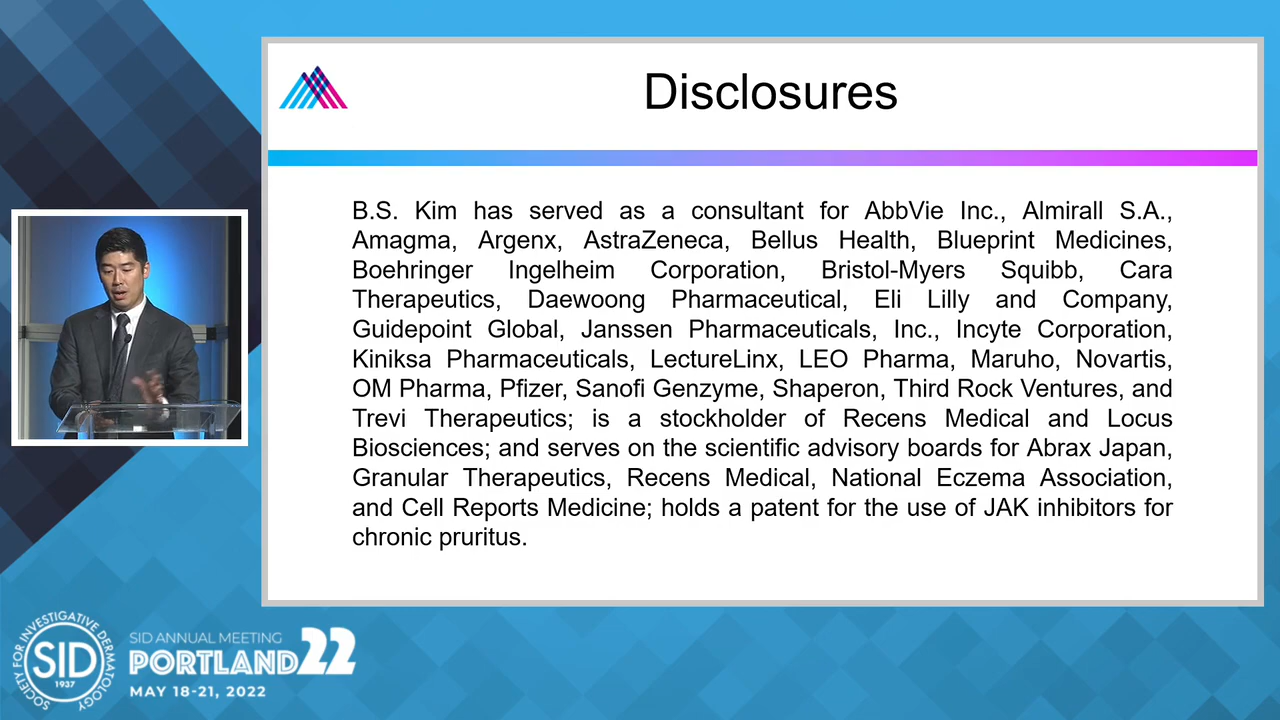 Disclosures
B.S. Kim has served as a consultant for AbbVie Inc., Almirall S.A.,
Amagma, Argenx, AstraZeneca, Bellus Health, Blueprint Medicines,
Boehringer Ingelheim Corporation, Bristol-Myers Squibb, Cara
Therapeutics, Daewoong Pharmaceutical, Eli Lilly and Company,
Guidepoint Global, Janssen Pharmaceuticals, Inc., Incyte Corporation,
Kiniksa Pharmaceuticals, LectureLinx, LEO Pharma, Maruho, Novartis,
OM Pharma, Pfizer, Sanofi Genzyme, Shaperon, Third Rock Ventures, and
Trevi Therapeutics; is a stockholder of Recens Medical and Locus
Biosciences; and serves on the scientific advisory boards for Abrax Japan,
Granular Therapeutics, Recens Medical, National Eczema Association,
and Cell Reports Medicine; holds a patent for the use of JAK inhibitors for
chronic pruritus.
SOCIETY FOR INVESTIGATIVE DERMATOLOGY
SID
1937
SID ANNUAL MEETING
PORTLAND 22
MAY 18-21, 2022